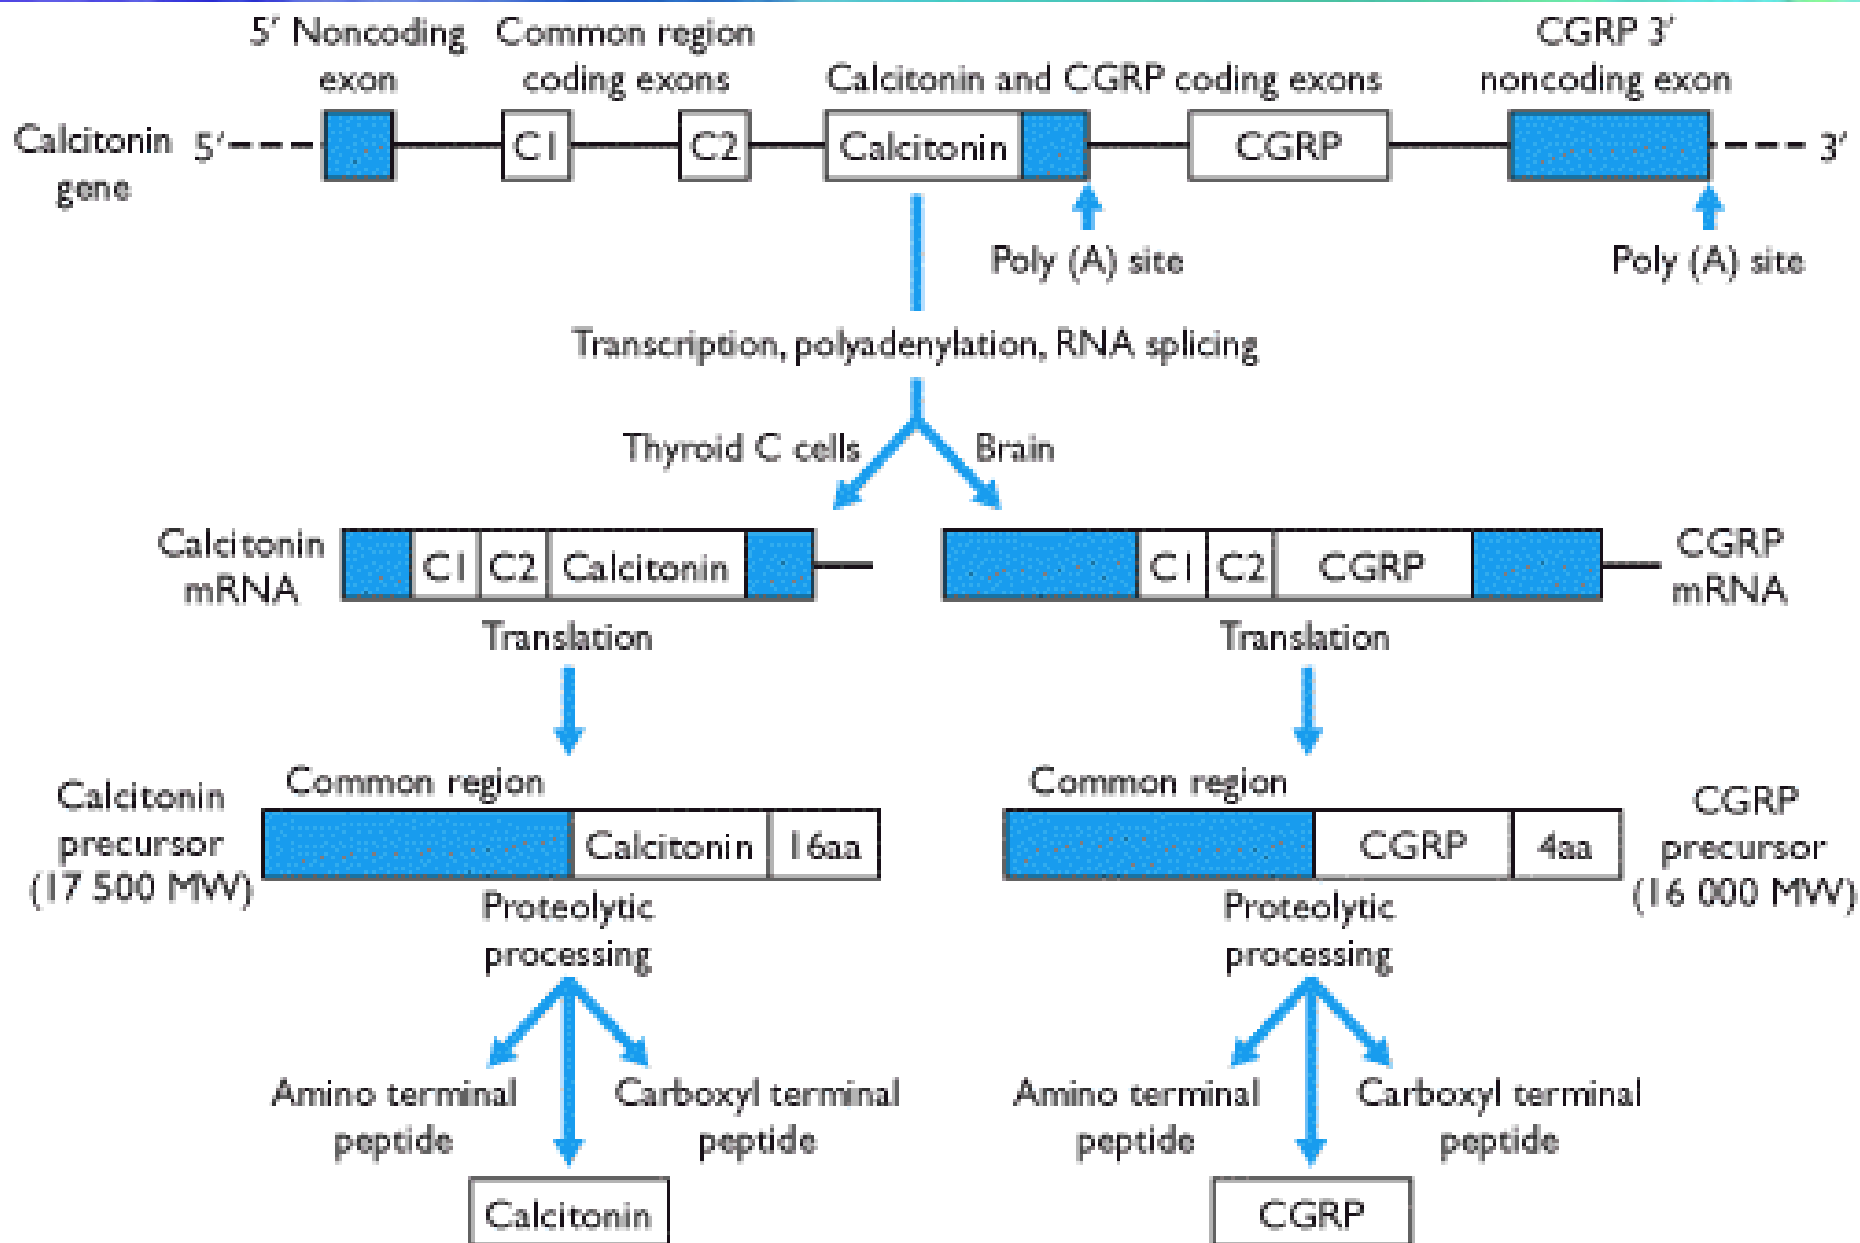 5′ Noncoding
exon
Common region
coding exons
Calcitonin and CGRP coding exons
CGRP 3′
noncoding exon
Calcitonin
gene
5′
C1
C2
Calcitonin
CGRP
3′
Poly (A) site
Poly (A) site
Transcription, polyadenylation, RNA splicing
Thyroid C cells
Brain
Calcitonin
mRNA
C1
C2
Calcitonin
C1
C2
CGRP
CGRP
mRNA
Translation
Translation
Common region
Common region
Calcitonin
precursor
(17 500 MW)
Calcitonin
16aa
CGRP
4aa
CGRP
precursor
(16 000 MW)
Proteolytic
processing
Proteolytic
processing
Amino terminal
peptide
Carboxyl terminal
peptide
Amino terminal
peptide
Carboxyl terminal
peptide
Calcitonin
CGRP